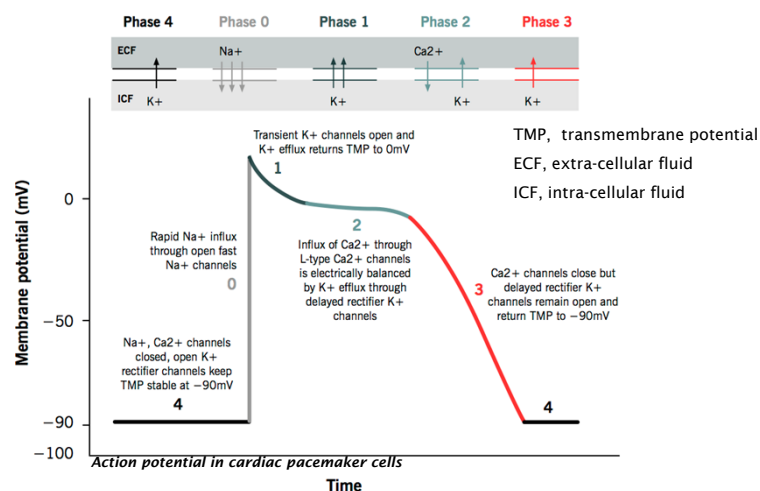 Phase 4 Phase 0 Phase 1 Phase 2 Phase 3
ECF Na+ Ca2+
ICF K+ K+ K+ K+
Transient K+ channels open and
K+ efflux returns TMP to 0mV
1
TMP, transmembrane potential
ECF, extra-cellular fluid
ICF, intra-cellular fluid
Membrane potential (mV)
0
−50
−90
−100
Rapid Na+ influx
through open fast
Na+ channels
0
2
Influx of Ca2+ through
L-type Ca2+ channels
is electrically balanced
by K+ efflux through
delayed rectifier K+
channels
3
Ca2+ channels close but
delayed rectifier K+
channels remain open and
return TMP to −90mV
Na+, Ca2+ channels
closed, open K+
rectifier channels keep
TMP stable at −90mV
4
4
Action potential in cardiac pacemaker cells
Time